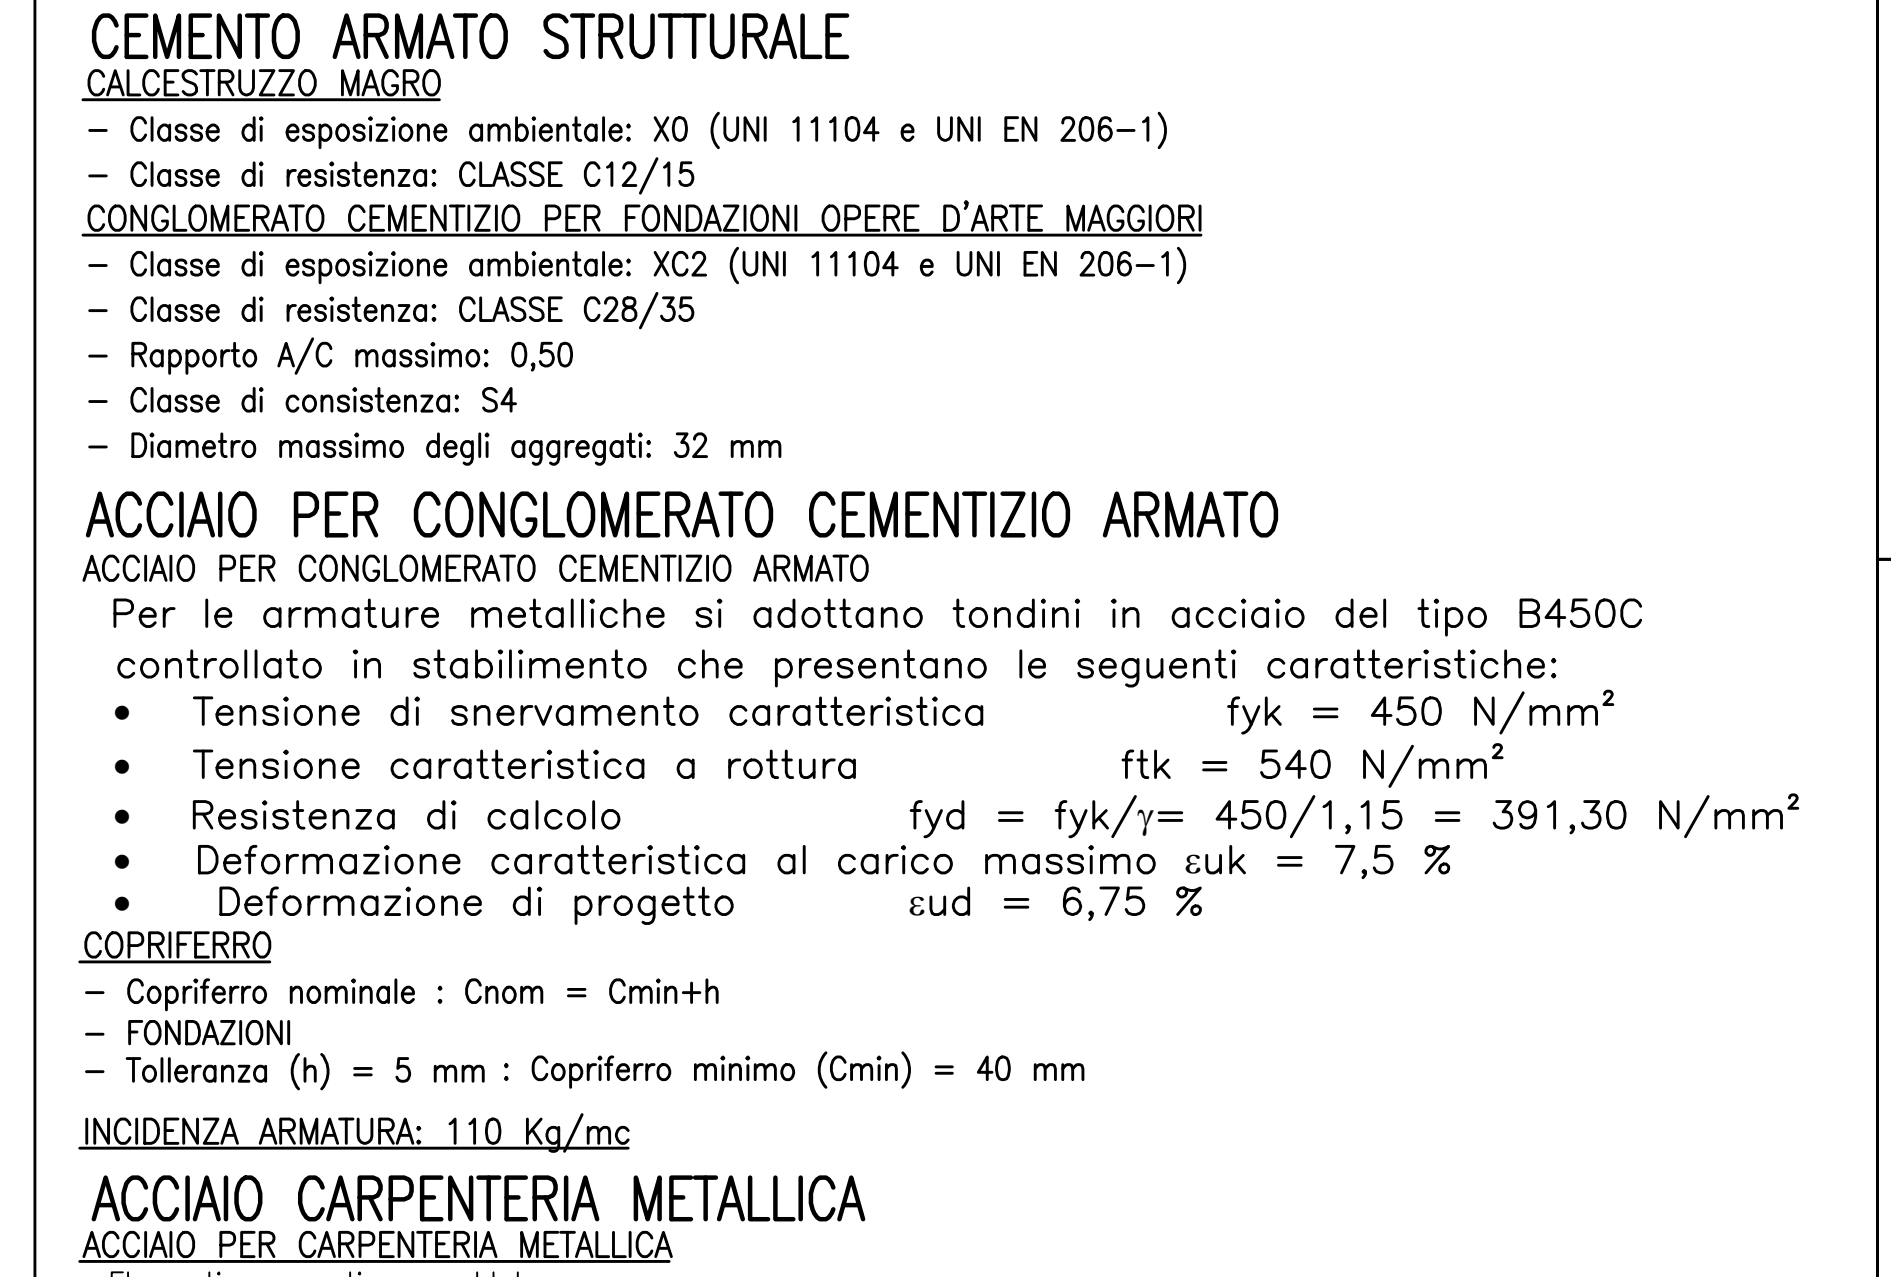 CEMENTO ARMATO STRUTTURALE
CALCESTRUZZO MAGRO
– Classe di esposizione ambientale: X0 (UNI 11104 e UNI EN 206–1)
– Classe di resistenza: CLASSE C12/15
CONGLOMERATO CEMENTIZIO PER FONDAZIONI OPERE D'ARTE MAGGIORI
– Classe di esposizione ambientale: XC2 (UNI 11104 e UNI EN 206–1)
– Classe di resistenza: CLASSE C28/35
– Rapporto A/C massimo: 0,50
– Classe di consistenza: S4
– Diametro massimo degli aggregati: 32 mm
ACCIAIO PER CONGLOMERATO CEMENTIZIO ARMATO
ACCIAIO PER CONGLOMERATO CEMENTIZIO ARMATO
Per le armature metalliche si adottano tondini in acciaio del tipo B450C
controllato in stabilimento che presentano le seguenti caratteristiche:
• Tensione di snervamento caratteristica fyk = 450 N/mm²
• Tensione caratteristica a rottura ftk = 540 N/mm²
• Resistenza di calcolo fyd = fyk/γ= 450/1,15 = 391,30 N/mm²
• Deformazione caratteristica al carico massimo εuk = 7,5 %
• Deformazione di progetto εud = 6,75 %
COPRIFERRO
– Copriferro nominale : Cnom = Cmin+h
– FONDAZIONI
– Tolleranza (h) = 5 mm : Copriferro minimo (Cmin) = 40 mm
INCIDENZA ARMATURA: 110 Kg/mc
ACCIAIO CARPENTERIA METALLICA
ACCIAIO PER CARPENTERIA METALLICA